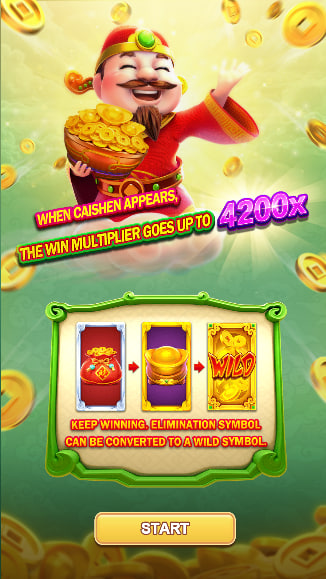 WHEN CAISHEN APPEARS,
THE WIN MULTIPLIER GOES UP TO 4200x
WILD
KEEP WINNING. ELIMINATION SYMBOL
CAN BE CONVERTED TO A WILD SYMBOL.
START